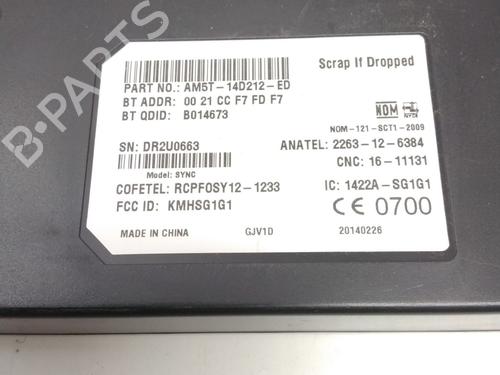 B-PARTS
Scrap If Dropped
PART NO.: AM5T-14D212-ED
BT ADDR: 00 21 CC F7 FD F7
BT QDID: B014673
NOM
NOM-121-SCT1-2009
SN: DR2U0663
ANATEL: 2263-12-6384
Model: SYNC
CNC: 16-11131
COFETEL: RCPFOSY12-1233
IC: 1422A-SG1G1
FCC ID: KMHSG1G1
CE 0700
MADE IN CHINA
GJV1D
20140226